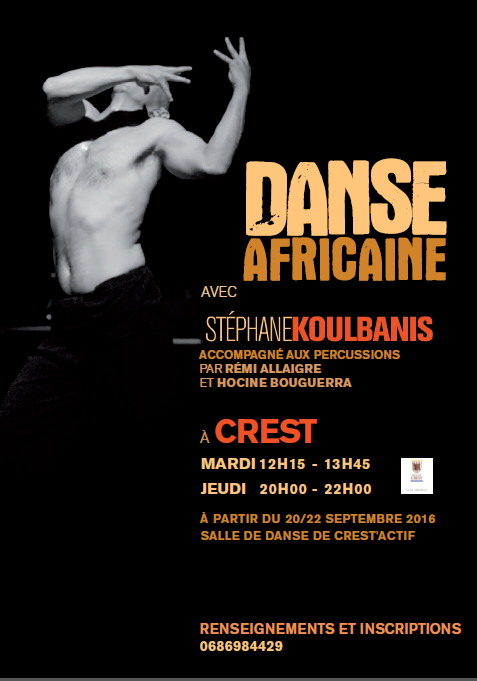 DANSE
AFRICAINE
AVEC
STÉPHANEKOULBANIS
ACCOMPAGNÉ AUX PERCUSSIONS
PAR RÉMI ALLAIGRE
ET HOCINE BOUGUERRA
À CREST
MARDI 12H15 - 13H45
JEUDI 20H00 - 22H00
À PARTIR DU 20/22 SEPTEMBRE 2016
SALLE DE DANSE DE CREST'ACTIF
RENSEIGNEMENTS ET INSCRIPTIONS
0686984429